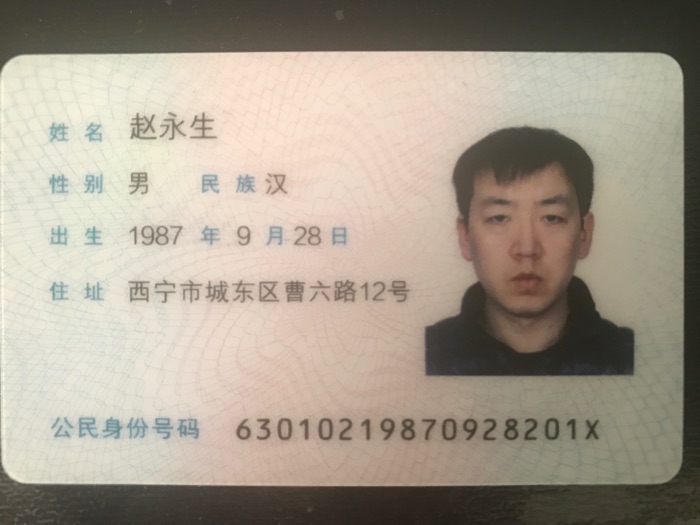 姓名 赵永生
性别 男 民族 汉
出生 1987 年 9 月 28 日
住址 西宁市城东区曹六路12号
公民身份号码 63010219870928201X